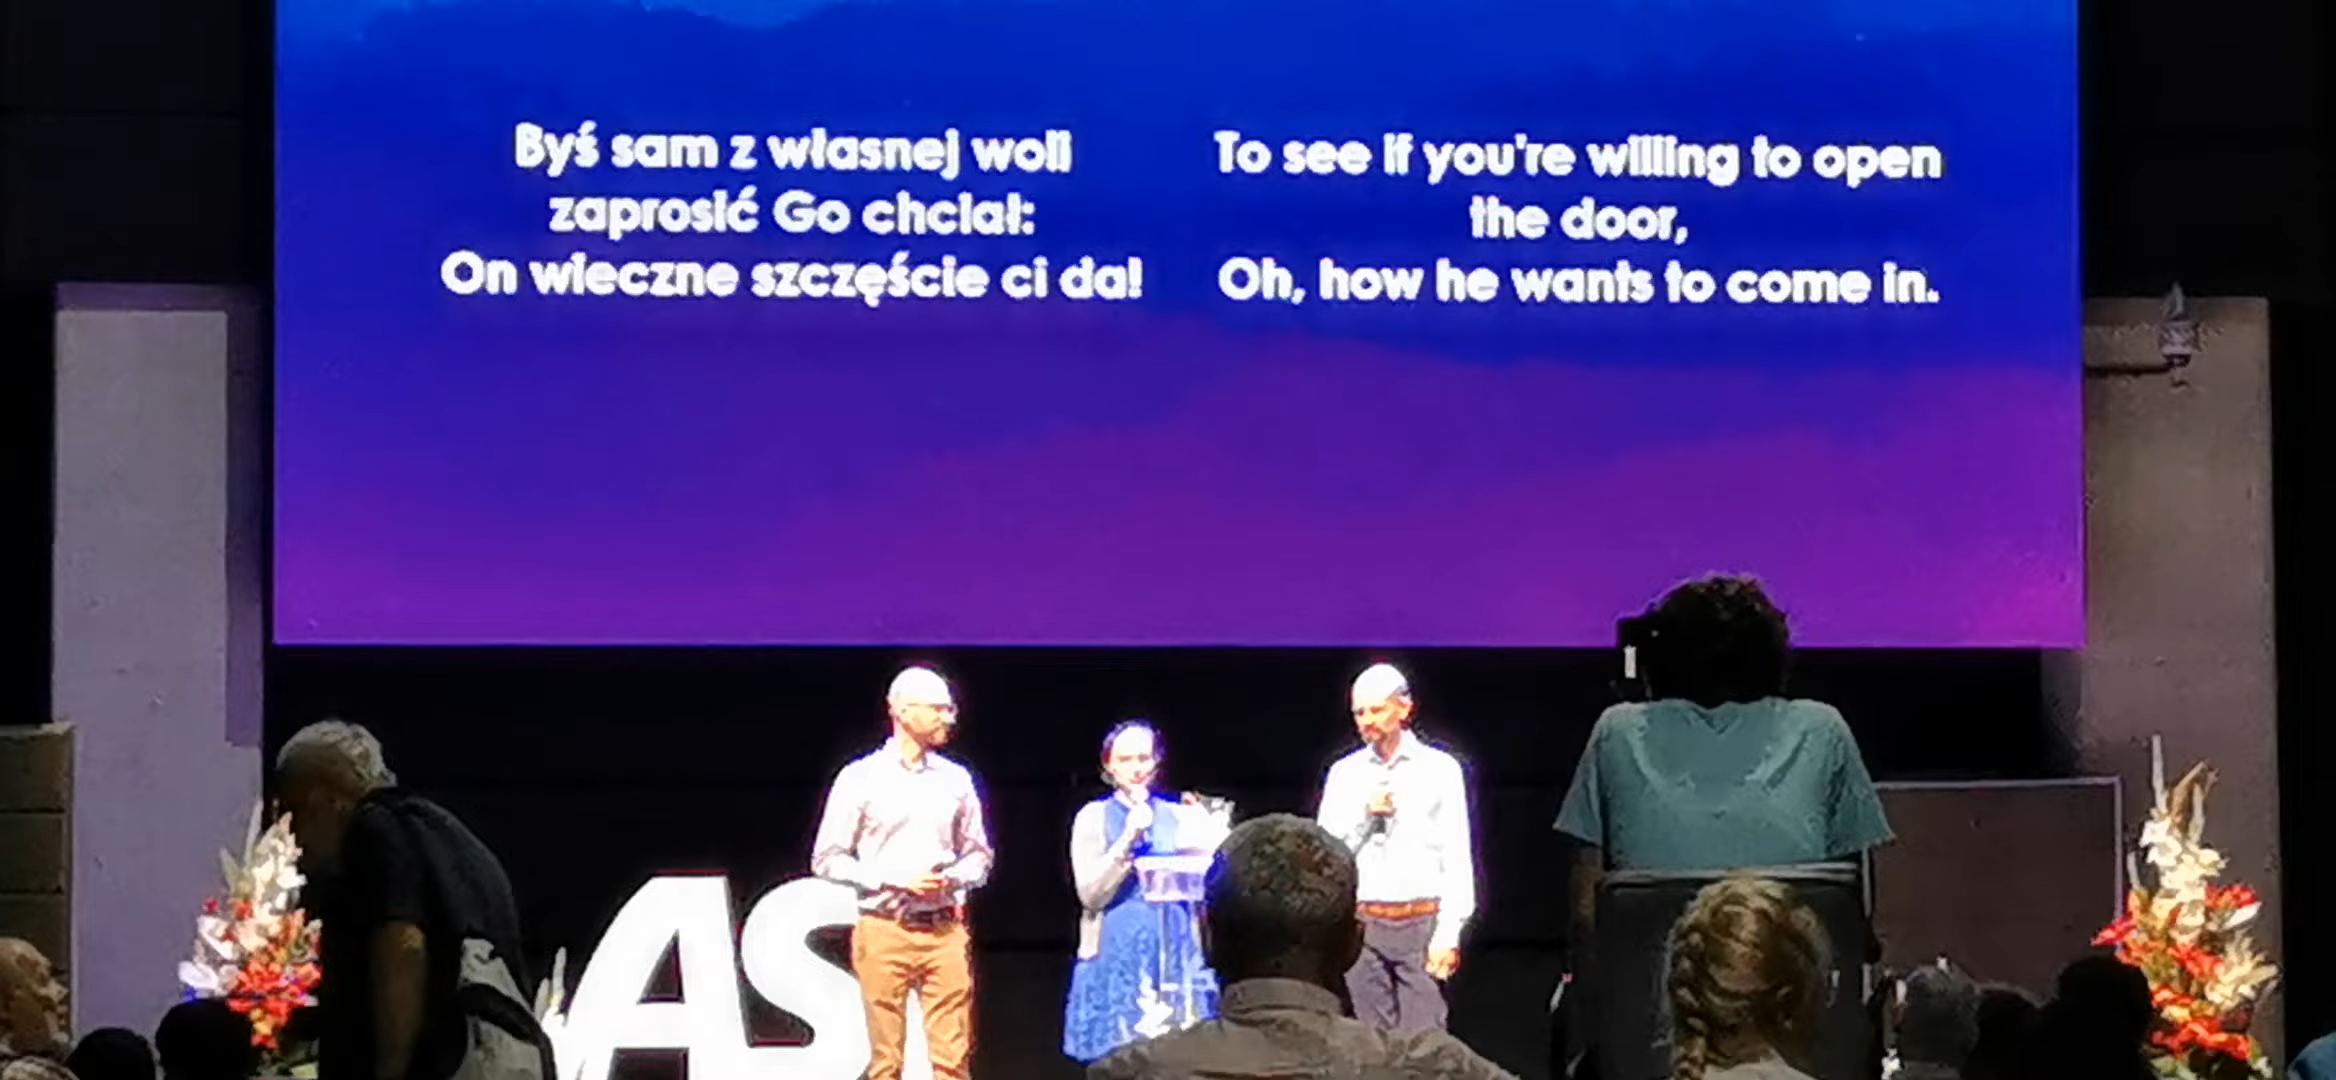 Byś sam z własnej woli
zaprosić Go chciał:
On wieczne szczęście ci da!
To see if you're willing to open
the door,
Oh, how he wants to come in.
AS